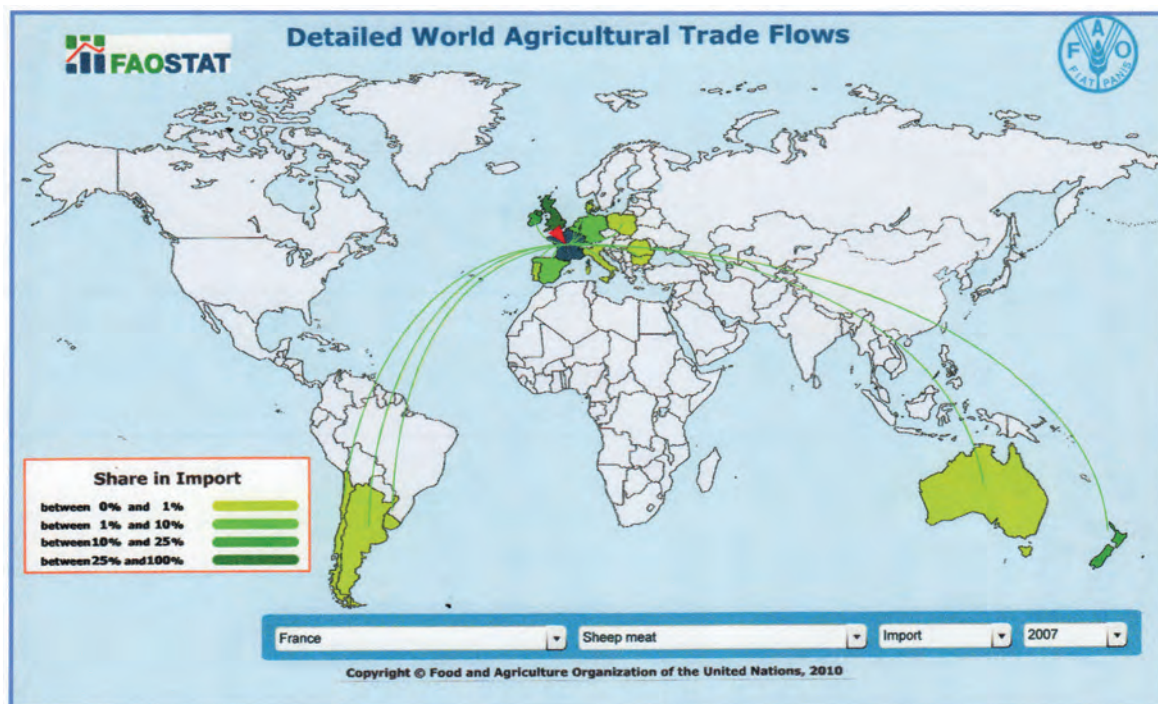 Detailed World Agricultural Trade Flows
FAOSTAT
F A O
FIAT PANIS
Share in Import
between 0% and 1%
between 1% and 10%
between 10% and 25%
between 25% and 100%
France
Sheep meat
Import
2007
Copyright © Food and Agriculture Organization of the United Nations, 2010